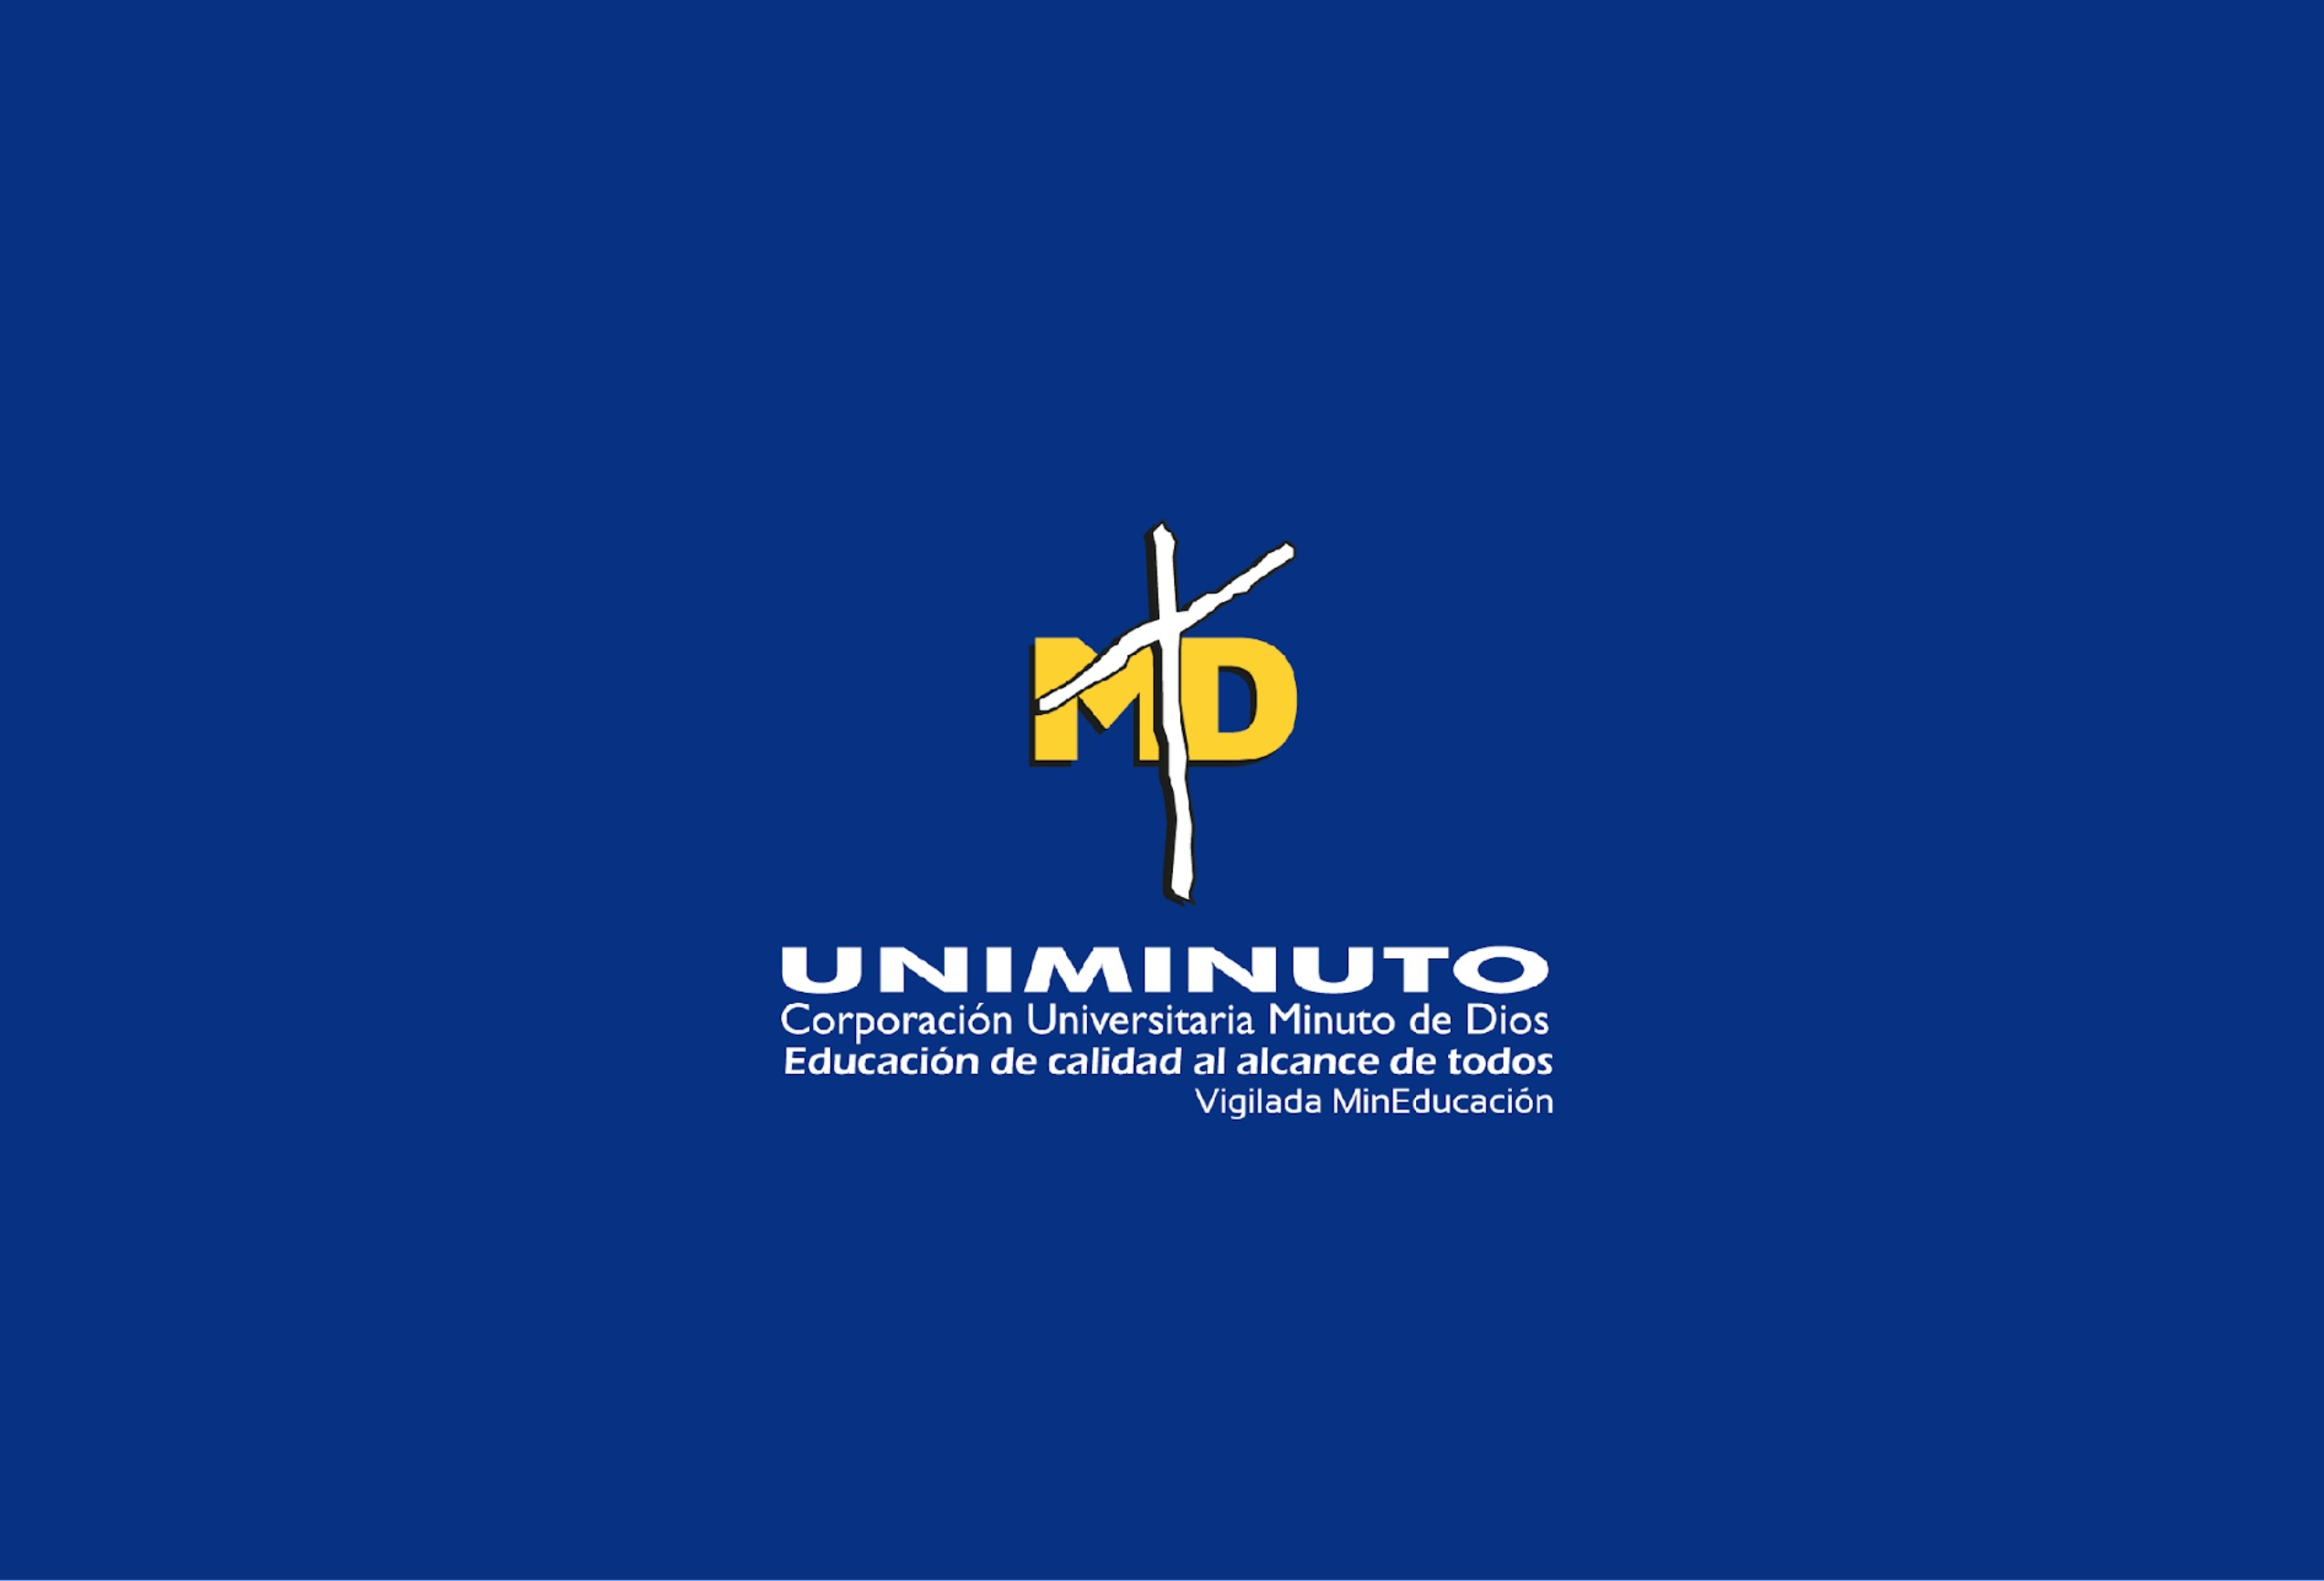 MD
UNIMINUTO
Corporación Universitaria Minuto de Dios
Educación de calidad al alcance de todos
Vigilada MinEducación